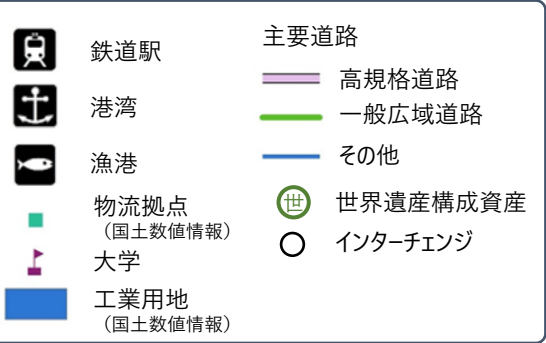 鉄道駅
港湾
漁港
物流拠点
（国土数値情報）
大学
工業用地
（国土数値情報）
主要道路
高規格道路
一般広域道路
その他
世 世界遺産構成資産
インターチェンジ